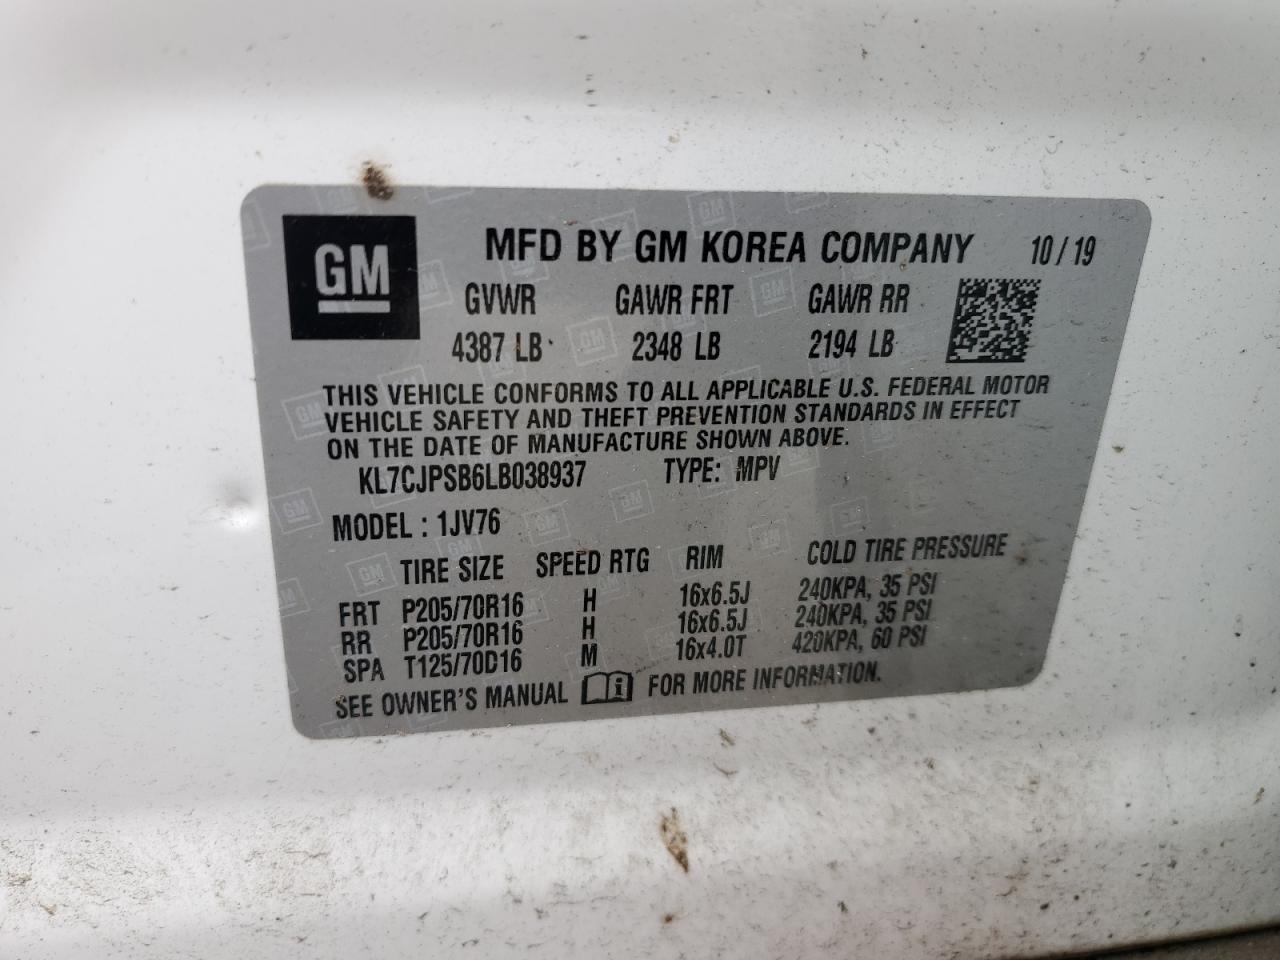 GM
MFD BY GM KOREA COMPANY 10/19
GVWR GAWR FRT GAWR RR
4387 LB 2348 LB 2194 LB
THIS VEHICLE CONFORMS TO ALL APPLICABLE U.S. FEDERAL MOTOR
VEHICLE SAFETY AND THEFT PREVENTION STANDARDS IN EFFECT
ON THE DATE OF MANUFACTURE SHOWN ABOVE.
KL7CJPSB6LB038937 TYPE: MPV
MODEL : 1JV76
TIRE SIZE SPEED RTG RIM COLD TIRE PRESSURE
FRT P205/70R16 H 16x6.5J 240KPA, 35 PSI
RR P205/70R16 H 16x6.5J 240KPA, 35 PSI
SPA T125/70D16 M 16x4.0T 420KPA, 60 PSI
SEE OWNER'S MANUAL FOR MORE INFORMATION.